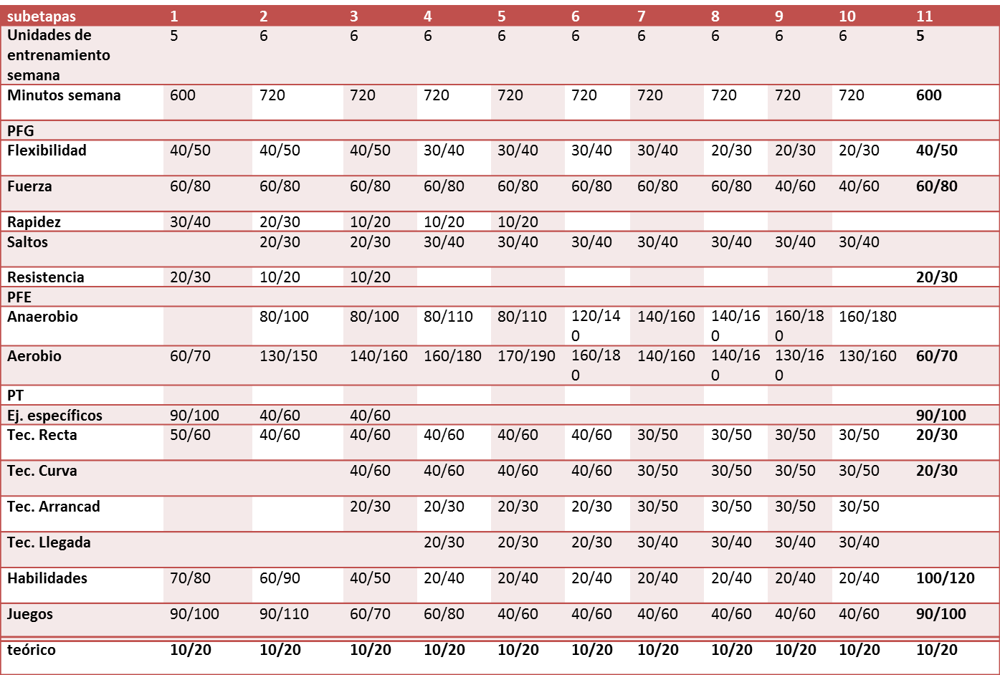 subetapas 1 2 3 4 5 6 7 8 9 10 11
Unidades de 5 6 6 6 6 6 6 6 6 6 5
entrenamiento
semana
Minutos semana 600 720 720 720 720 720 720 720 720 720 600
PFG
Flexibilidad 40/50 40/50 40/50 30/40 30/40 30/40 30/40 20/30 20/30 20/30 40/50
Fuerza 60/80 60/80 60/80 60/80 60/80 60/80 60/80 60/80 40/60 40/60 60/80
Rapidez 30/40 20/30 10/20 10/20 10/20
Saltos 20/30 20/30 30/40 30/40 30/40 30/40 30/40 30/40 30/40
Resistencia 20/30 10/20 10/20 20/30
PFE
Anaerobio 80/100 80/100 80/110 80/110 120/14 140/160 140/16 160/18 160/180
0 0 0
Aerobio 60/70 130/150 140/160 160/180 170/190 160/18 140/160 140/16 130/16 130/160 60/70
0 0 0
PT
Ej. específicos 90/100 40/60 40/60 90/100
Tec. Recta 50/60 40/60 40/60 40/60 40/60 40/60 30/50 30/50 30/50 30/50 20/30
Tec. Curva 40/60 40/60 40/60 40/60 30/50 30/50 30/50 30/50 20/30
Tec. Arrancad 20/30 20/30 20/30 20/30 30/50 30/50 30/50 30/50
Tec. Llegada 20/30 20/30 20/30 30/40 30/40 30/40 30/40
Habilidades 70/80 60/90 40/50 20/40 20/40 20/40 20/40 20/40 20/40 20/40 100/120
Juegos 90/100 90/110 60/70 60/80 40/60 40/60 40/60 40/60 40/60 40/60 90/100
teórico 10/20 10/20 10/20 10/20 10/20 10/20 10/20 10/20 10/20 10/20 10/20